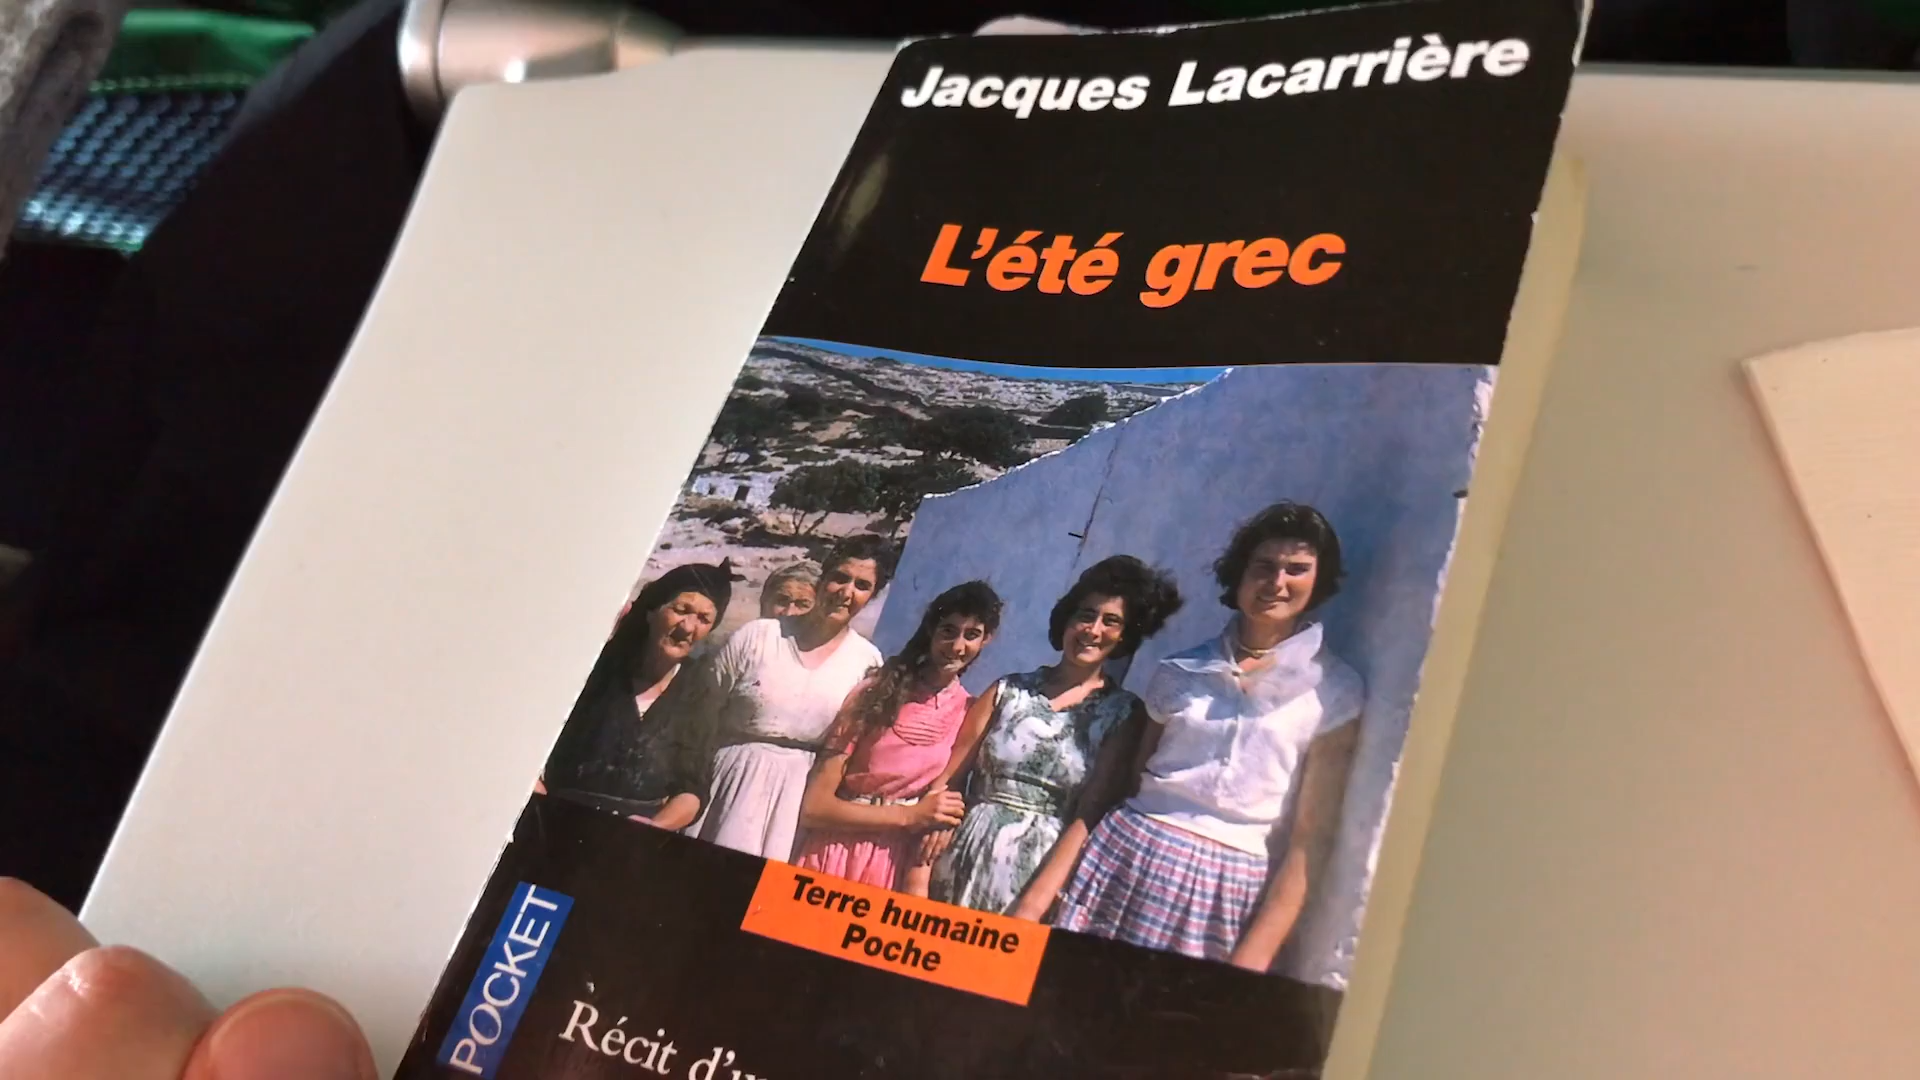 Jacques Lacarrière
L'été grec
Terre humaine
Poche
POCKET
Récit